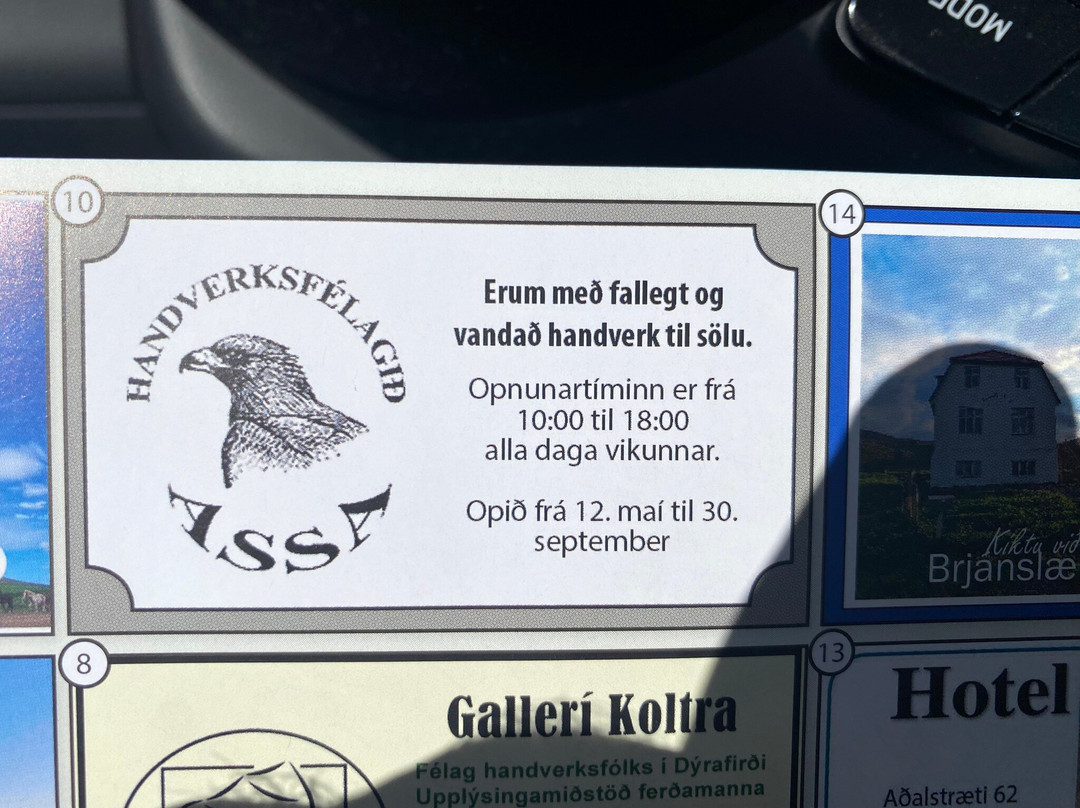 MODE
10
HANDVERKSFÉLAGIÐ
ASSA
Erum með fallegt og
vandað handverk til sölu.
Opnunartíminn er frá
10:00 til 18:00
alla daga vikunnar.
Opið frá 12. maí til 30.
september
14
Kíktu við
8
Gallerí Koltra
Félag handverksfólks í Dýrafirði
Upplýsingamiðstöð ferðamanna
13
Hotel
Aðalstræti 62